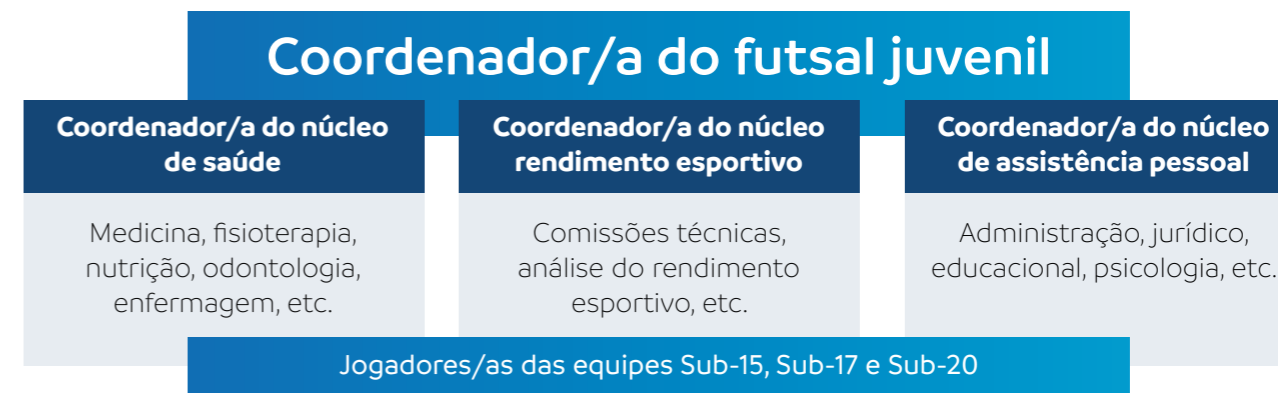 Coordenador/a do futsal juvenil
Coordenador/a do núcleo
de saúde
Medicina, fisioterapia,
nutrição, odontologia,
enfermagem, etc.
Coordenador/a do núcleo
rendimento esportivo
Comissões técnicas,
análise do rendimento
esportivo, etc.
Coordenador/a do núcleo
de assistência pessoal
Administração, jurídico,
educacional, psicologia, etc.
Jogadores/as das equipes Sub-15, Sub-17 e Sub-20